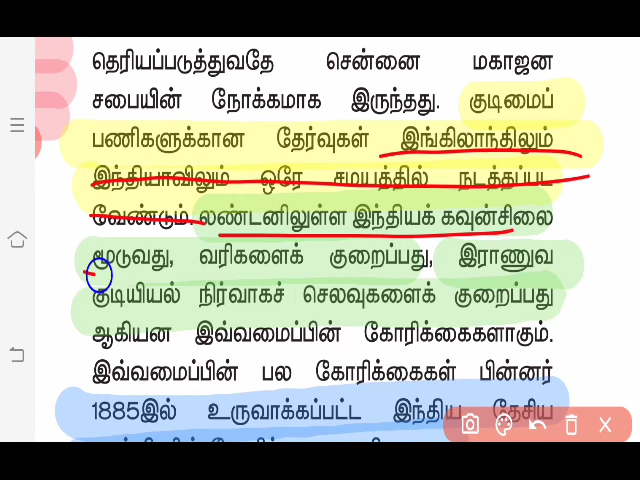 தெரியப்படுத்துவதே சென்னை மகாஜன
சபையின் நோக்கமாக இருந்தது. குடிமைப்
பணிகளுக்கான தேர்வுகள் இங்கிலாந்திலும்
இந்தியாவிலும் ஒரே சமயத்தில் நடத்தப்பட
வேண்டும் லண்டனிலுள்ள இந்தியக் கவுன்சிலை
மூடுவது, வரிகளைக் குறைப்பது, இராணுவ
குடியியல் நிர்வாகச் செலவுகளைக் குறைப்பது
ஆகியன இவ்வமைப்பின் கோரிக்கைகளாகும்.
இவ்வமைப்பின் பல கோரிக்கைகள் பின்னர்
1885இல் உருவாக்கப்பட்ட இந்திய தேசிய